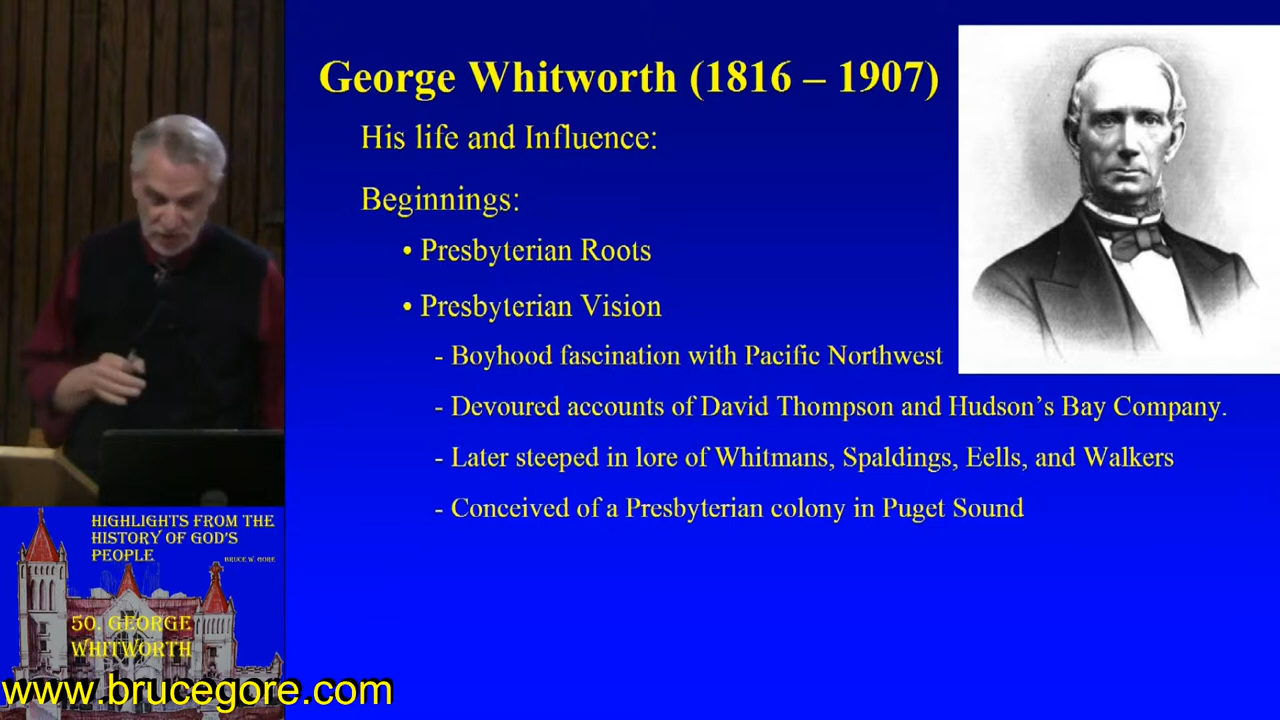 George Whitworth (1816 – 1907)
His life and Influence:
Beginnings:
• Presbyterian Roots
• Presbyterian Vision
- Boyhood fascination with Pacific Northwest
- Devoured accounts of David Thompson and Hudson's Bay Company.
- Later steeped in lore of Whitmans, Spaldings, Eells, and Walkers
- Conceived of a Presbyterian colony in Puget Sound
HIGHLIGHTS FROM THE
HISTORY OF GOD'S
PEOPLE
BRUCE W. GORE
50. GEORGE
WHITWORTH
www.brucegore.com